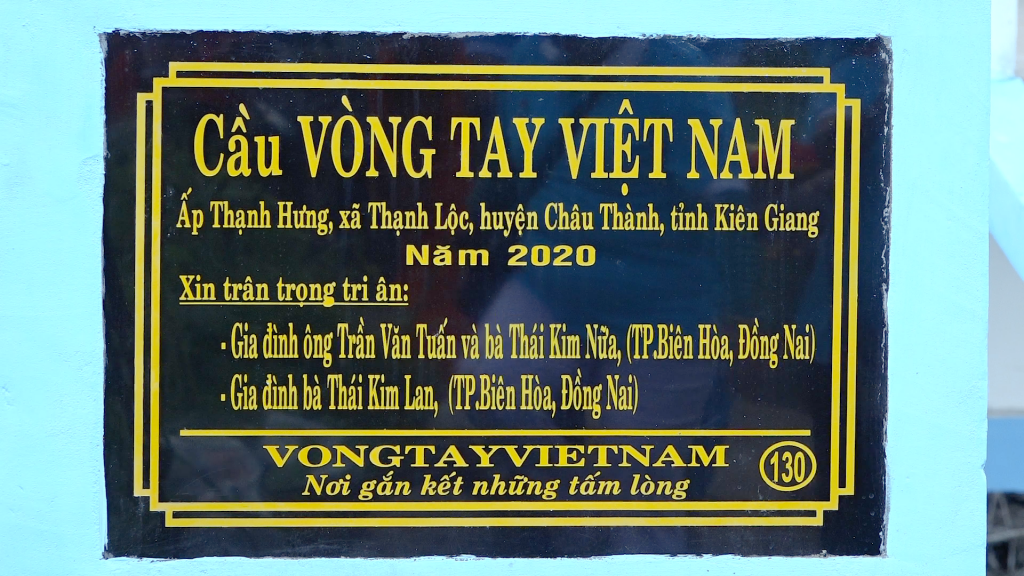 Cầu VÒNG TAY VIỆT NAM
Ấp Thạnh Hưng, xã Thạnh Lộc, huyện Châu Thành, tỉnh Kiên Giang
Năm 2020
Xin trân trọng tri ân:
- Gia đình ông Trần Văn Tuấn và bà Thái Kim Nữa, (TP.Biên Hòa, Đồng Nai)
- Gia đình bà Thái Kim Lan, (TP.Biên Hòa, Đồng Nai)
VONGTAYVIETNAM
Nơi gắn kết những tấm lòng
130